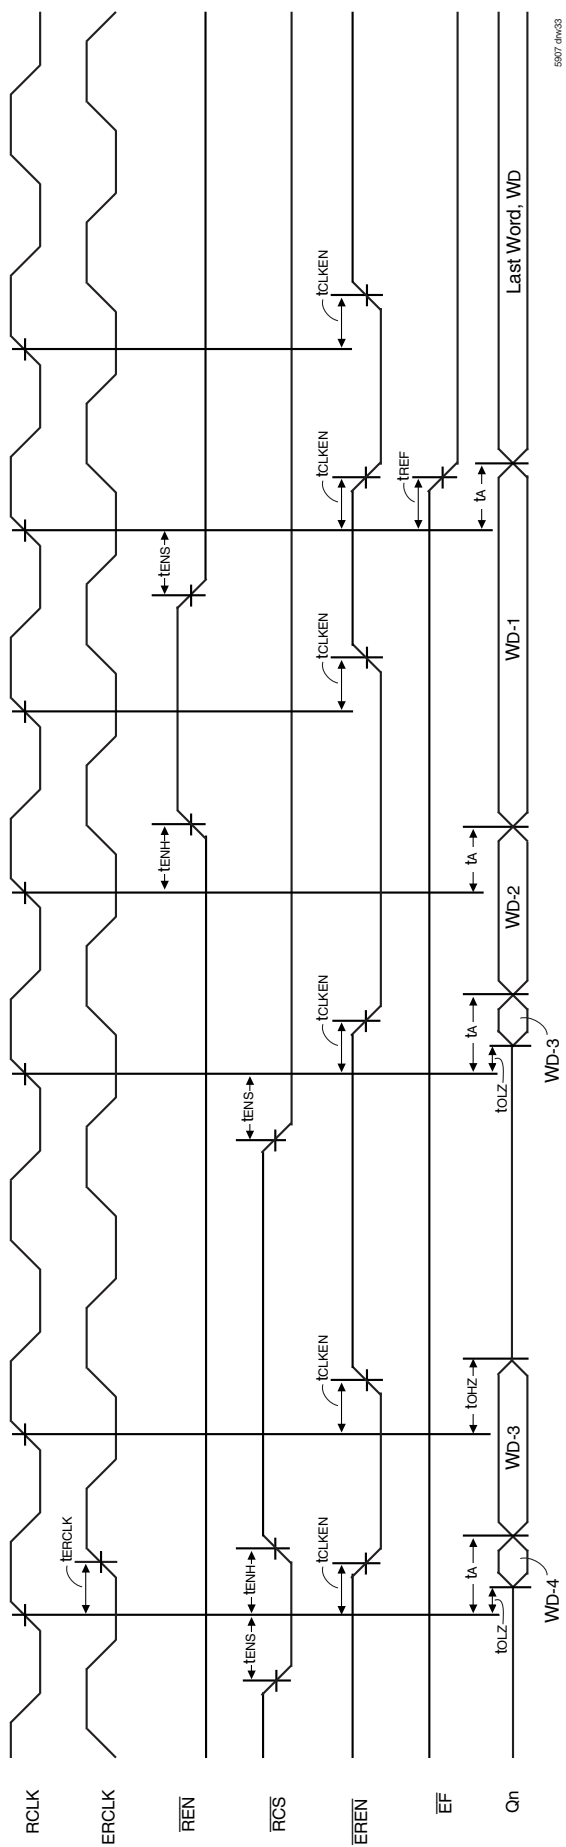 RCLK
tERCLK
ERCLK
tENH
tENS
REN
tENS
tENH
tENS
RCS
tCLKEN
tCLKEN
tCLKEN
tCLKEN
tCLKEN
tCLKEN
EREN
tREF
EF
tA
tOHZ
tA
tA
tA
tOLZ
tOLZ
Qn
WD-3
WD-2
WD-1
Last Word, WD
WD-4
WD-3
5907 drw33